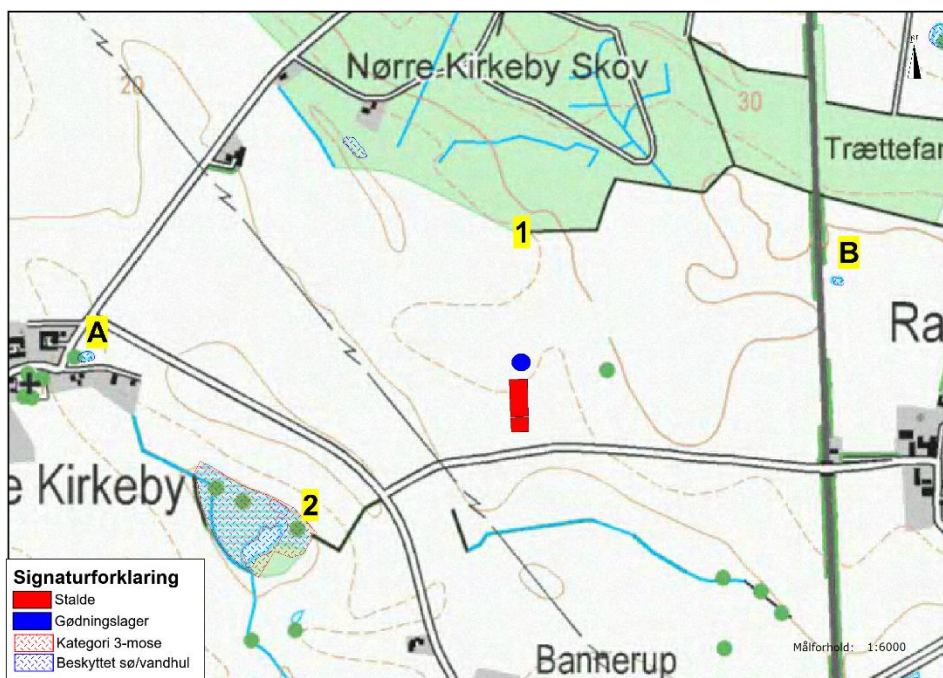 Nørre Kirkeby Skov
20
30
Trættefar
1
B
A
Ra
e Kirkeby
2
Signaturforklaring
Stalde
Gødningslager
Kategori 3-mose
Beskyttet sø/vandhul
Bannerup
Målforhold: 1:6000